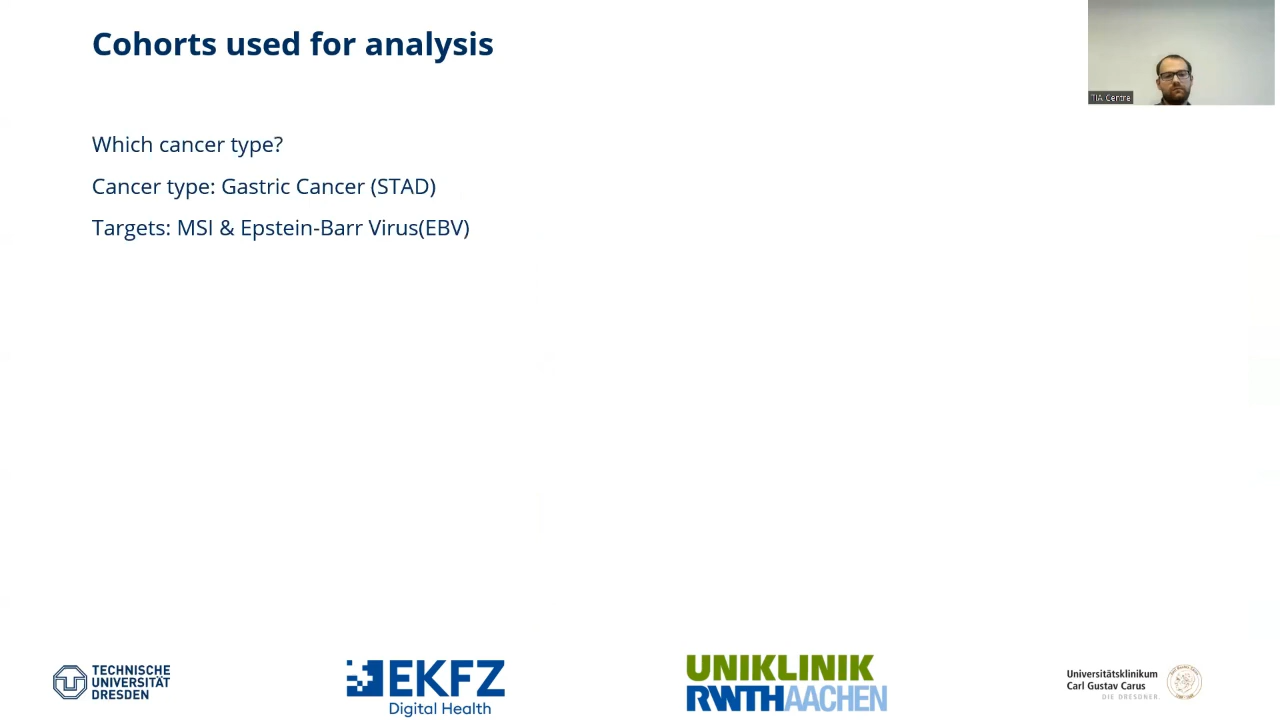 Cohorts used for analysis
TIA Centre
Which cancer type?
Cancer type: Gastric Cancer (STAD)
Targets: MSI & Epstein-Barr Virus(EBV)
TECHNISCHE
UNIVERSITÄT
DRESDEN
EKFZ
Digital Health
UNIKLINIK
RWTHAACHEN
Universitätsklinikum
Carl Gustav Carus
DIE DRESDNER.